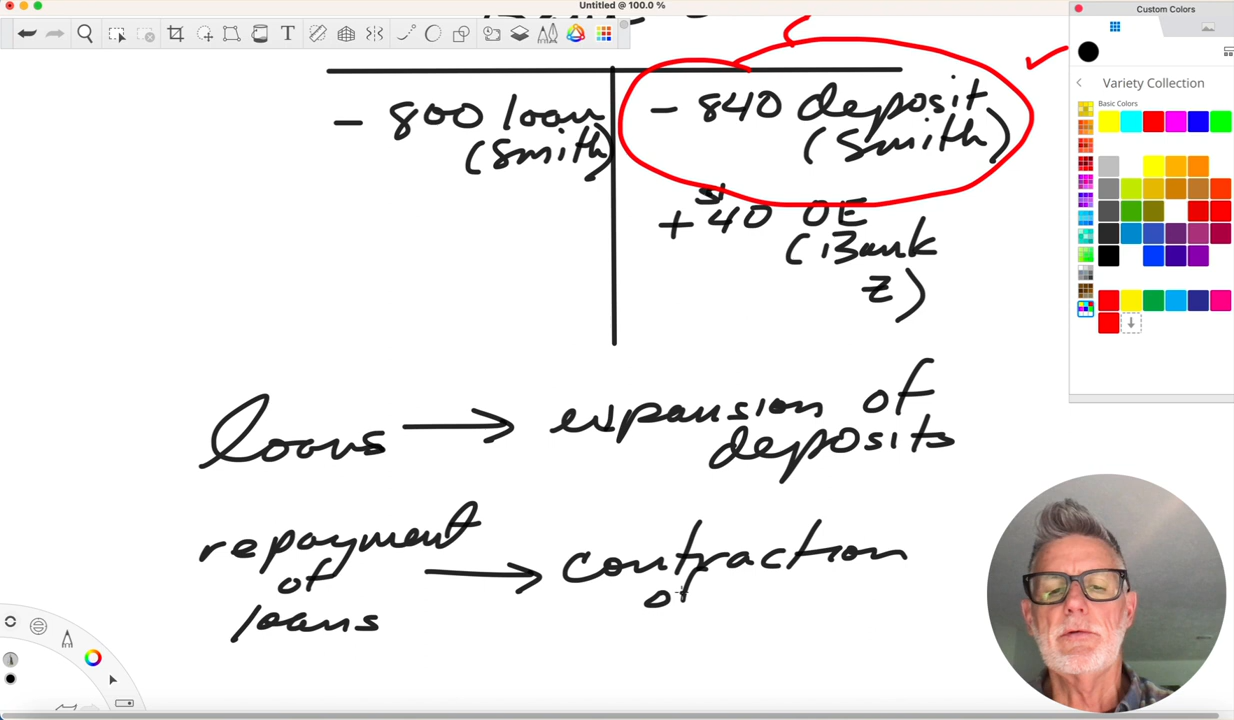 Untitled @ 100.0 %
Custom Colors
Variety Collection
Basic Colors
T
- 800 loan
(Smith)
- 840 deposit
(Smith)
+ $40 OE
(Bank
Z)
loans → expansion of
deposits
repayment
of
loans
→ contraction
of